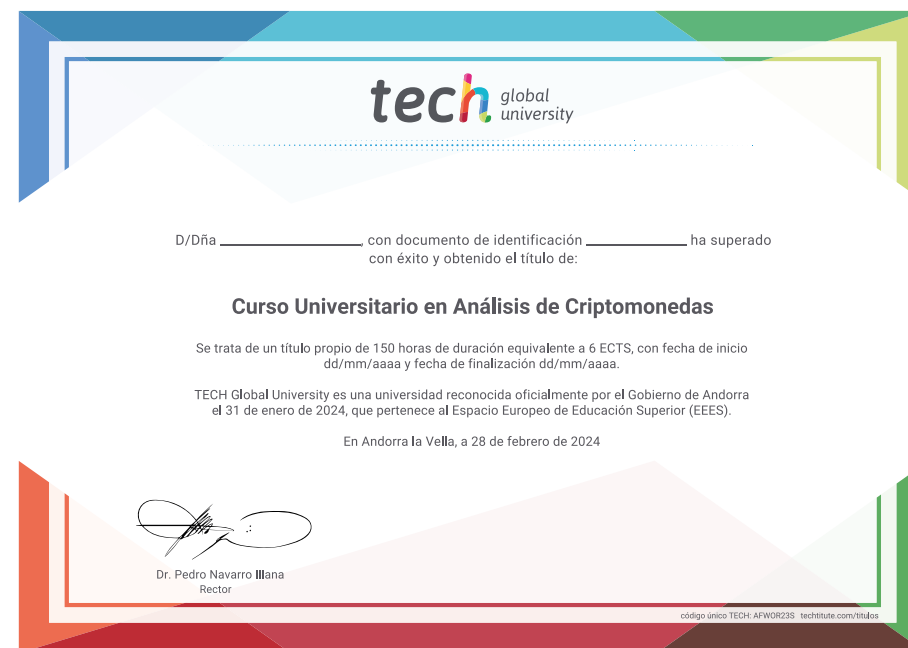 tech global university
D/Dña ____________, con documento de identificación ____________ ha superado
con éxito y obtenido el título de:
Curso Universitario en Análisis de Criptomonedas
Se trata de un título propio de 150 horas de duración equivalente a 6 ECTS, con fecha de inicio
dd/mm/aaaa y fecha de finalización dd/mm/aaaa.
TECH Global University es una universidad reconocida oficialmente por el Gobierno de Andorra
el 31 de enero de 2024, que pertenece al Espacio Europeo de Educación Superior (EEES).
En Andorra la Vella, a 28 de febrero de 2024
Dr. Pedro Navarro Illana
Rector
código único TECH: AFWOR23S techtitute.com/titulos